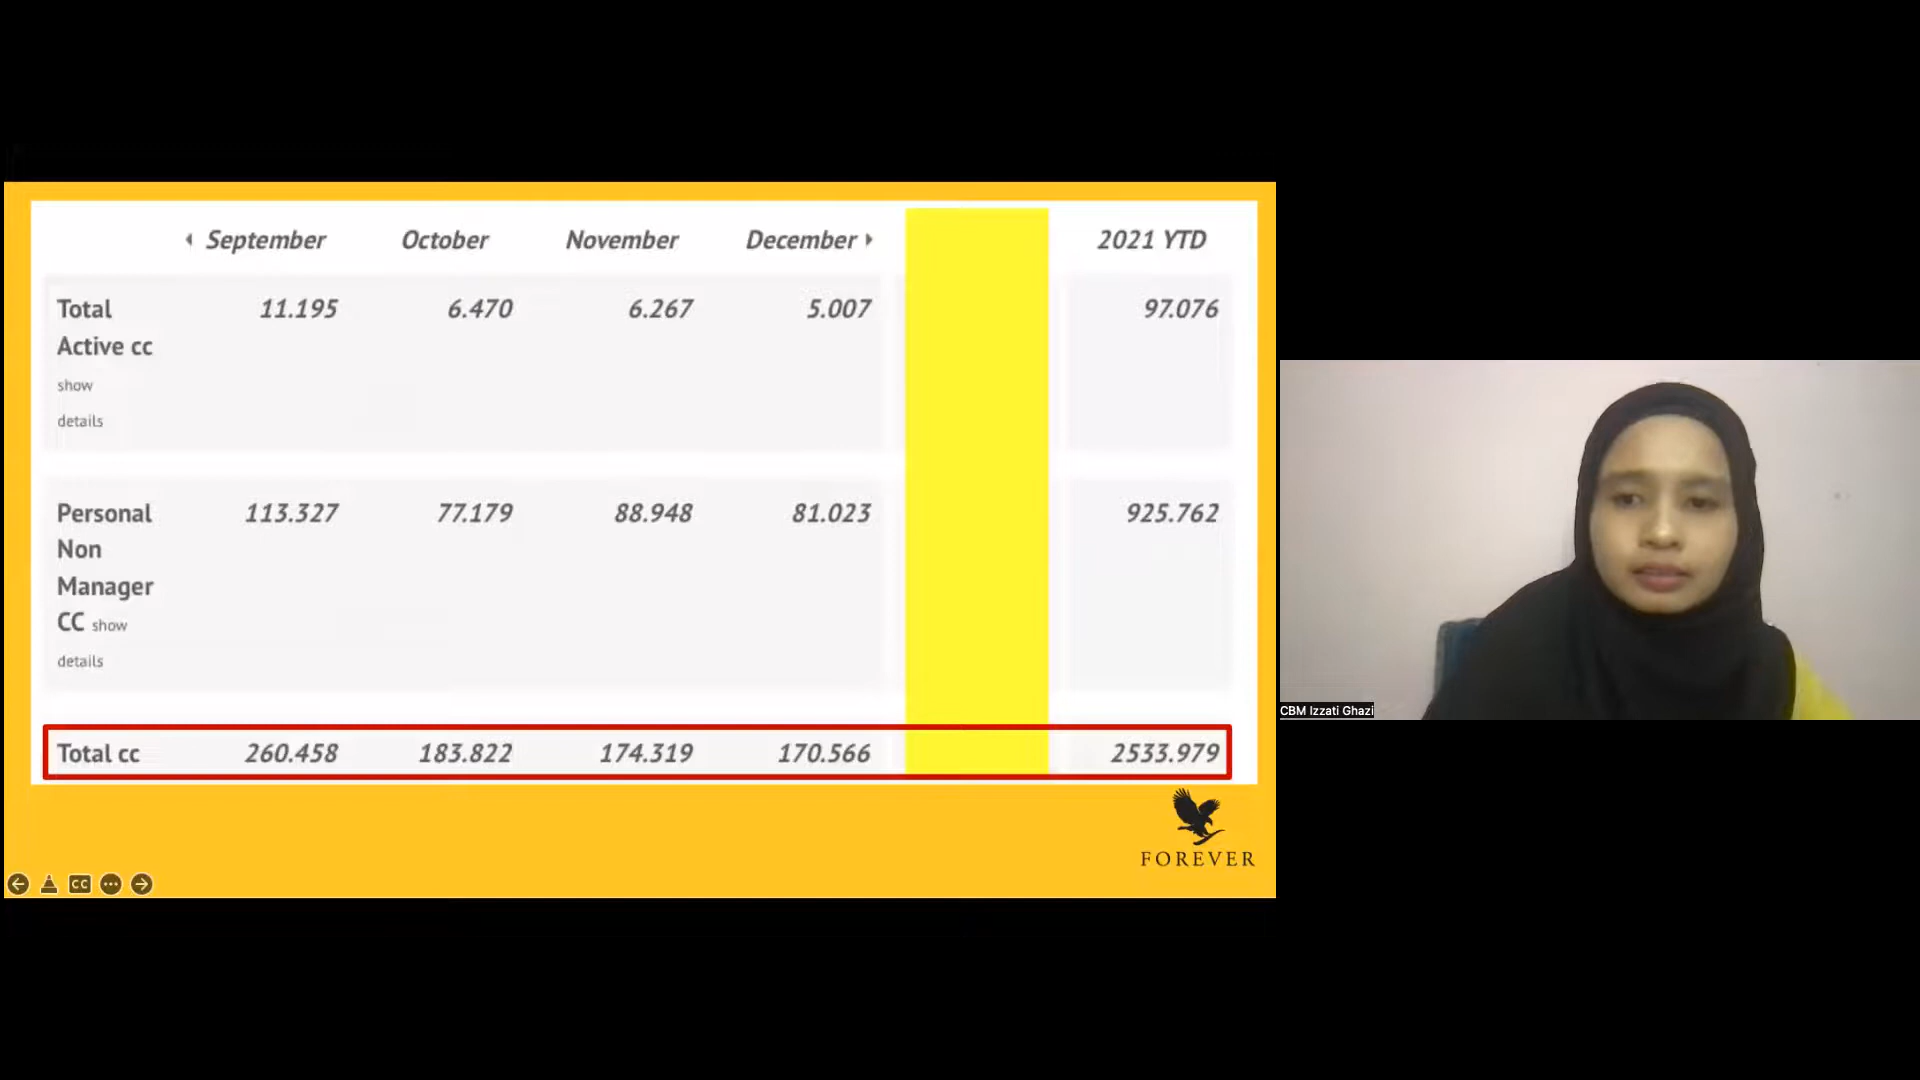 September October November December 2021 YTD
Total 11.195 6.470 6.267 5.007 97.076
Active cc
show
details
Personal 113.327 77.179 88.948 81.023 925.762
Non
Manager
CC show
details
Total cc 260.458 183.822 174.319 170.566 2533.979
FOREVER
CC
CBM Izzati Ghazi